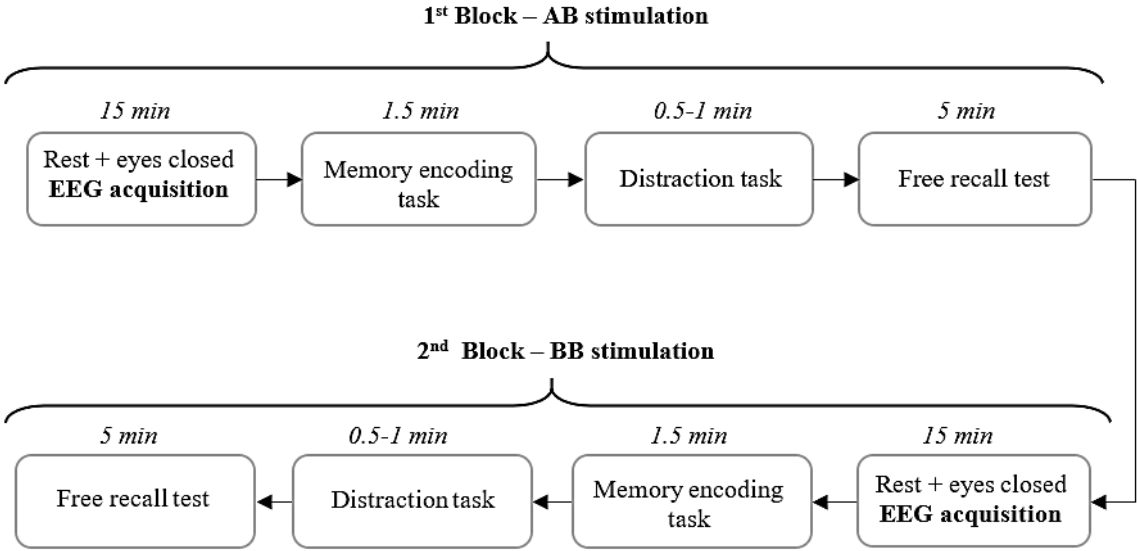 1st Block – AB stimulation
15 min
1.5 min
0.5-1 min
5 min
Rest + eyes closed
EEG acquisition
Memory encoding
task
Distraction task
Free recall test
2nd Block – BB stimulation
5 min
0.5-1 min
1.5 min
15 min
Free recall test
Distraction task
Memory encoding
task
Rest + eyes closed
EEG acquisition